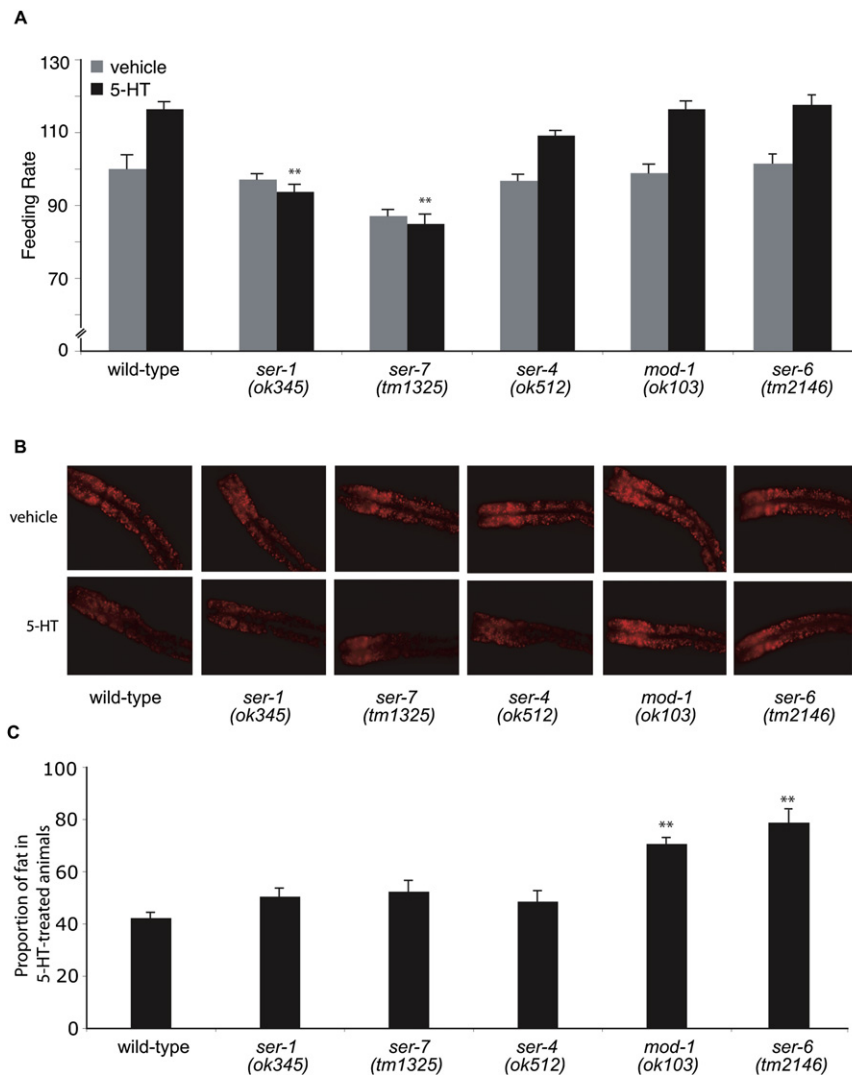 A
130
110
90
70
0
Feeding Rate
vehicle
5-HT
** **
wild-type ser-1 ser-7 ser-4 mod-1 ser-6
(ok345) (tm1325) (ok512) (ok103) (tm2146)
B
vehicle
5-HT
wild-type ser-1 ser-7 ser-4 mod-1 ser-6
(ok345) (tm1325) (ok512) (ok103) (tm2146)
C
100
80
60
40
20
0
Proportion of fat in
5-HT-treated animals
** **
wild-type ser-1 ser-7 ser-4 mod-1 ser-6
(ok345) (tm1325) (ok512) (ok103) (tm2146)